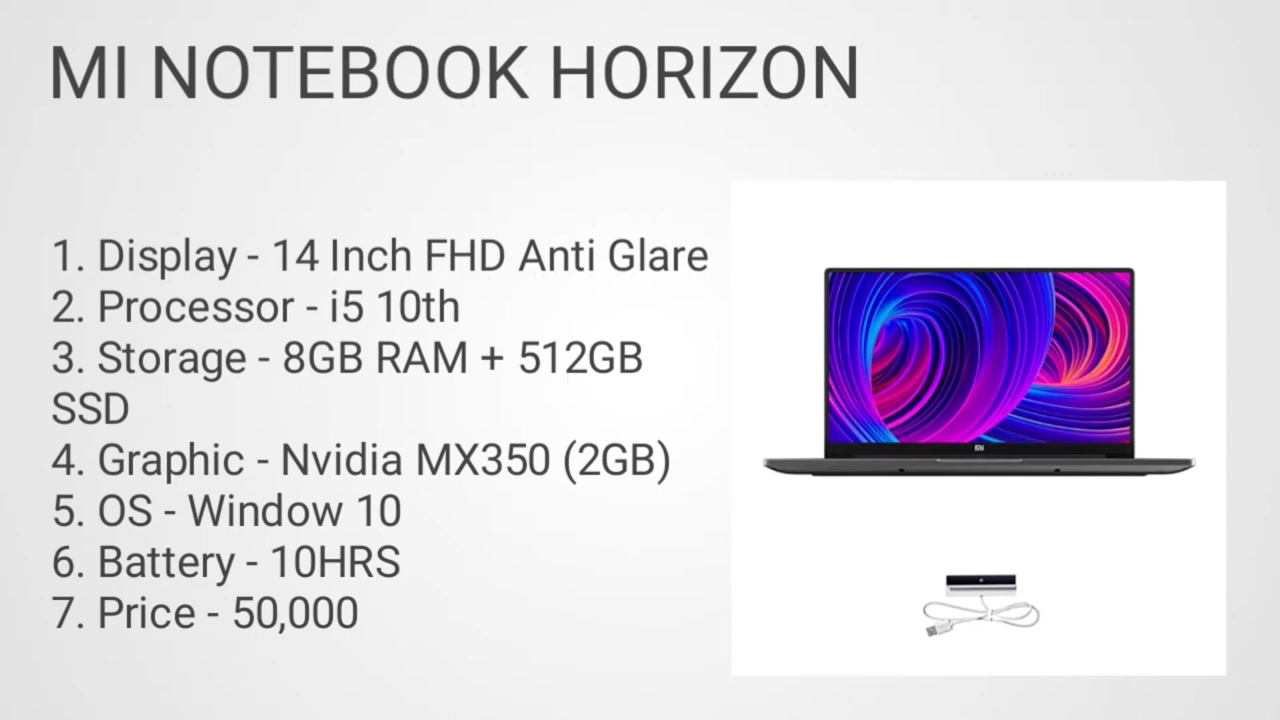 MI NOTEBOOK HORIZON
1. Display - 14 Inch FHD Anti Glare
2. Processor - i5 10th
3. Storage - 8GB RAM + 512GB
SSD
4. Graphic - Nvidia MX350 (2GB)
5. OS - Window 10
6. Battery - 10HRS
7. Price - 50,000
mi